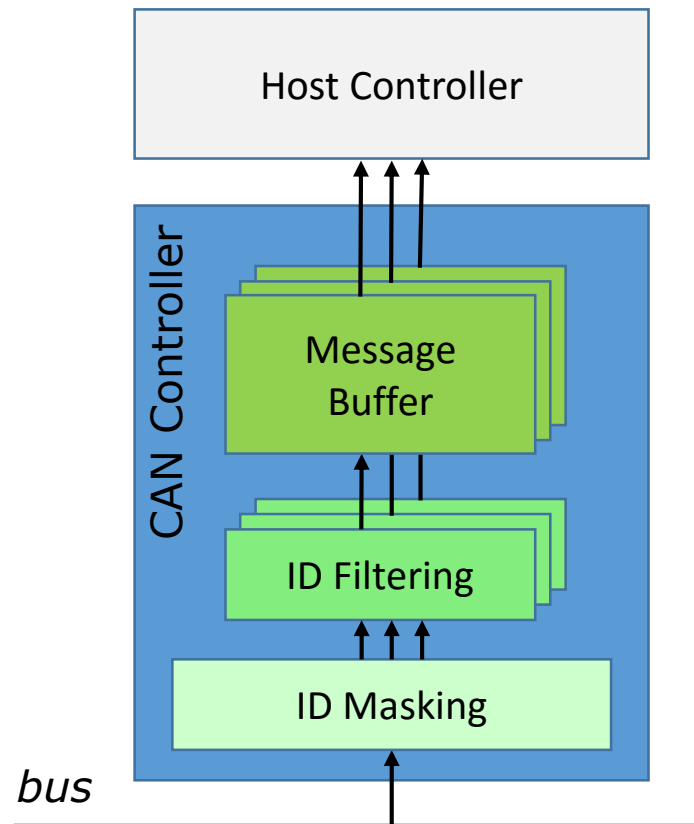 Host Controller
CAN Controller
Message
Buffer
ID Filtering
ID Masking
bus